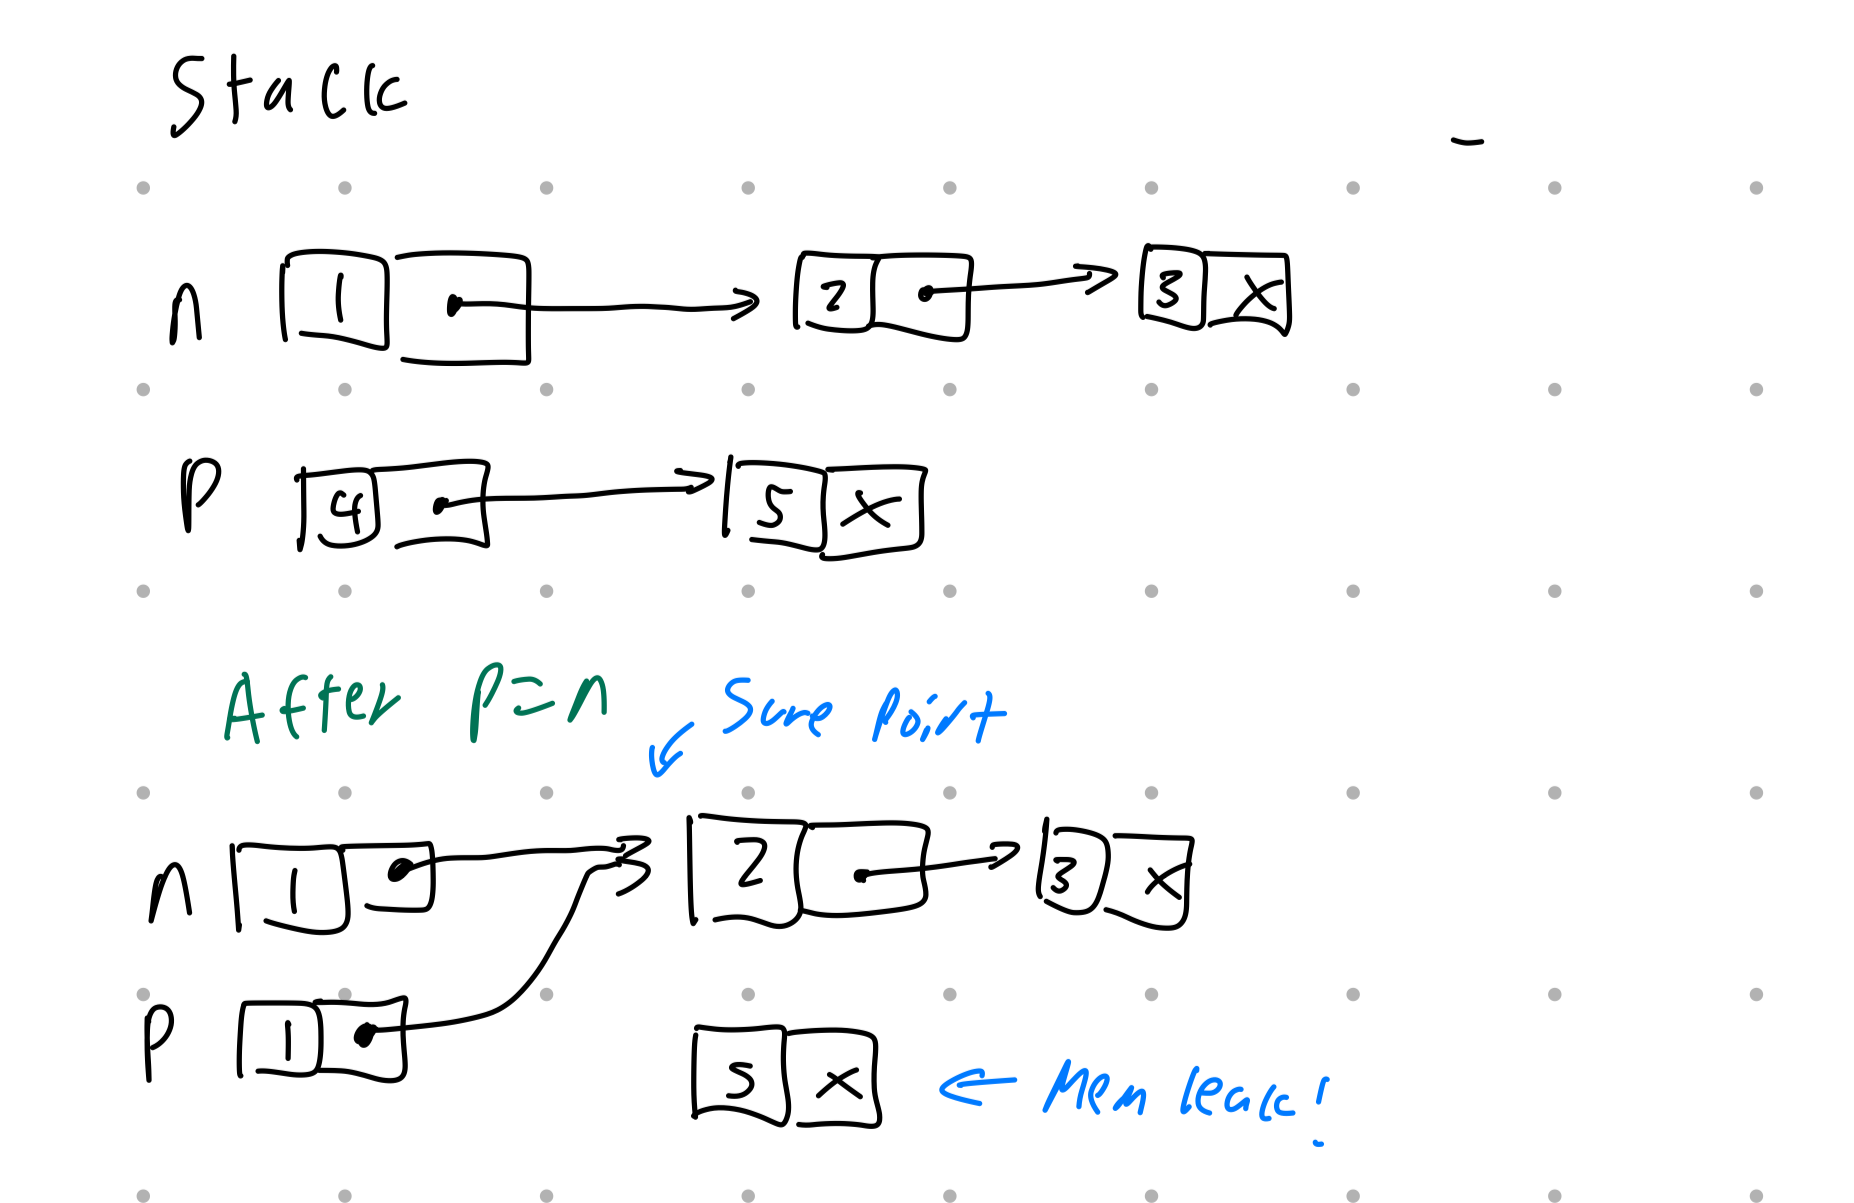 Stack
n 1 2 3 X
p 4 5 X
After p=n
Same point
n 1 2 3 X
p 1 5 X
Mem leak!